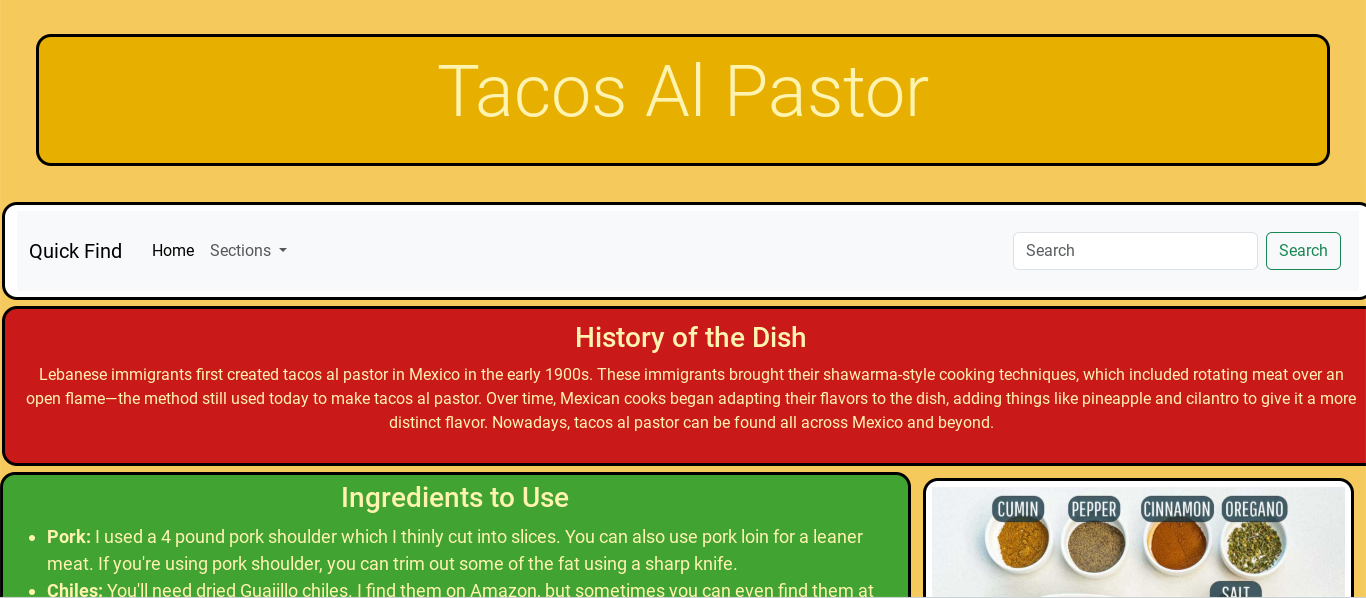 Tacos Al Pastor
Quick Find Home Sections Search Search
History of the Dish
Lebanese immigrants first created tacos al pastor in Mexico in the early 1900s. These immigrants brought their shawarma-style cooking techniques, which included rotating meat over an
open flame—the method still used today to make tacos al pastor. Over time, Mexican cooks began adapting their flavors to the dish, adding things like pineapple and cilantro to give it a more
distinct flavor. Nowadays, tacos al pastor can be found all across Mexico and beyond.
Ingredients to Use
• Pork: I used a 4 pound pork shoulder which I thinly cut into slices. You can also use pork loin for a leaner
meat. If you're using pork shoulder, you can trim out some of the fat using a sharp knife.
• Chiles: You'll need dried Guajillo chiles. I find them on Amazon, but sometimes you can even find them at
CUMIN PEPPER CINNAMON OREGANO
SALT